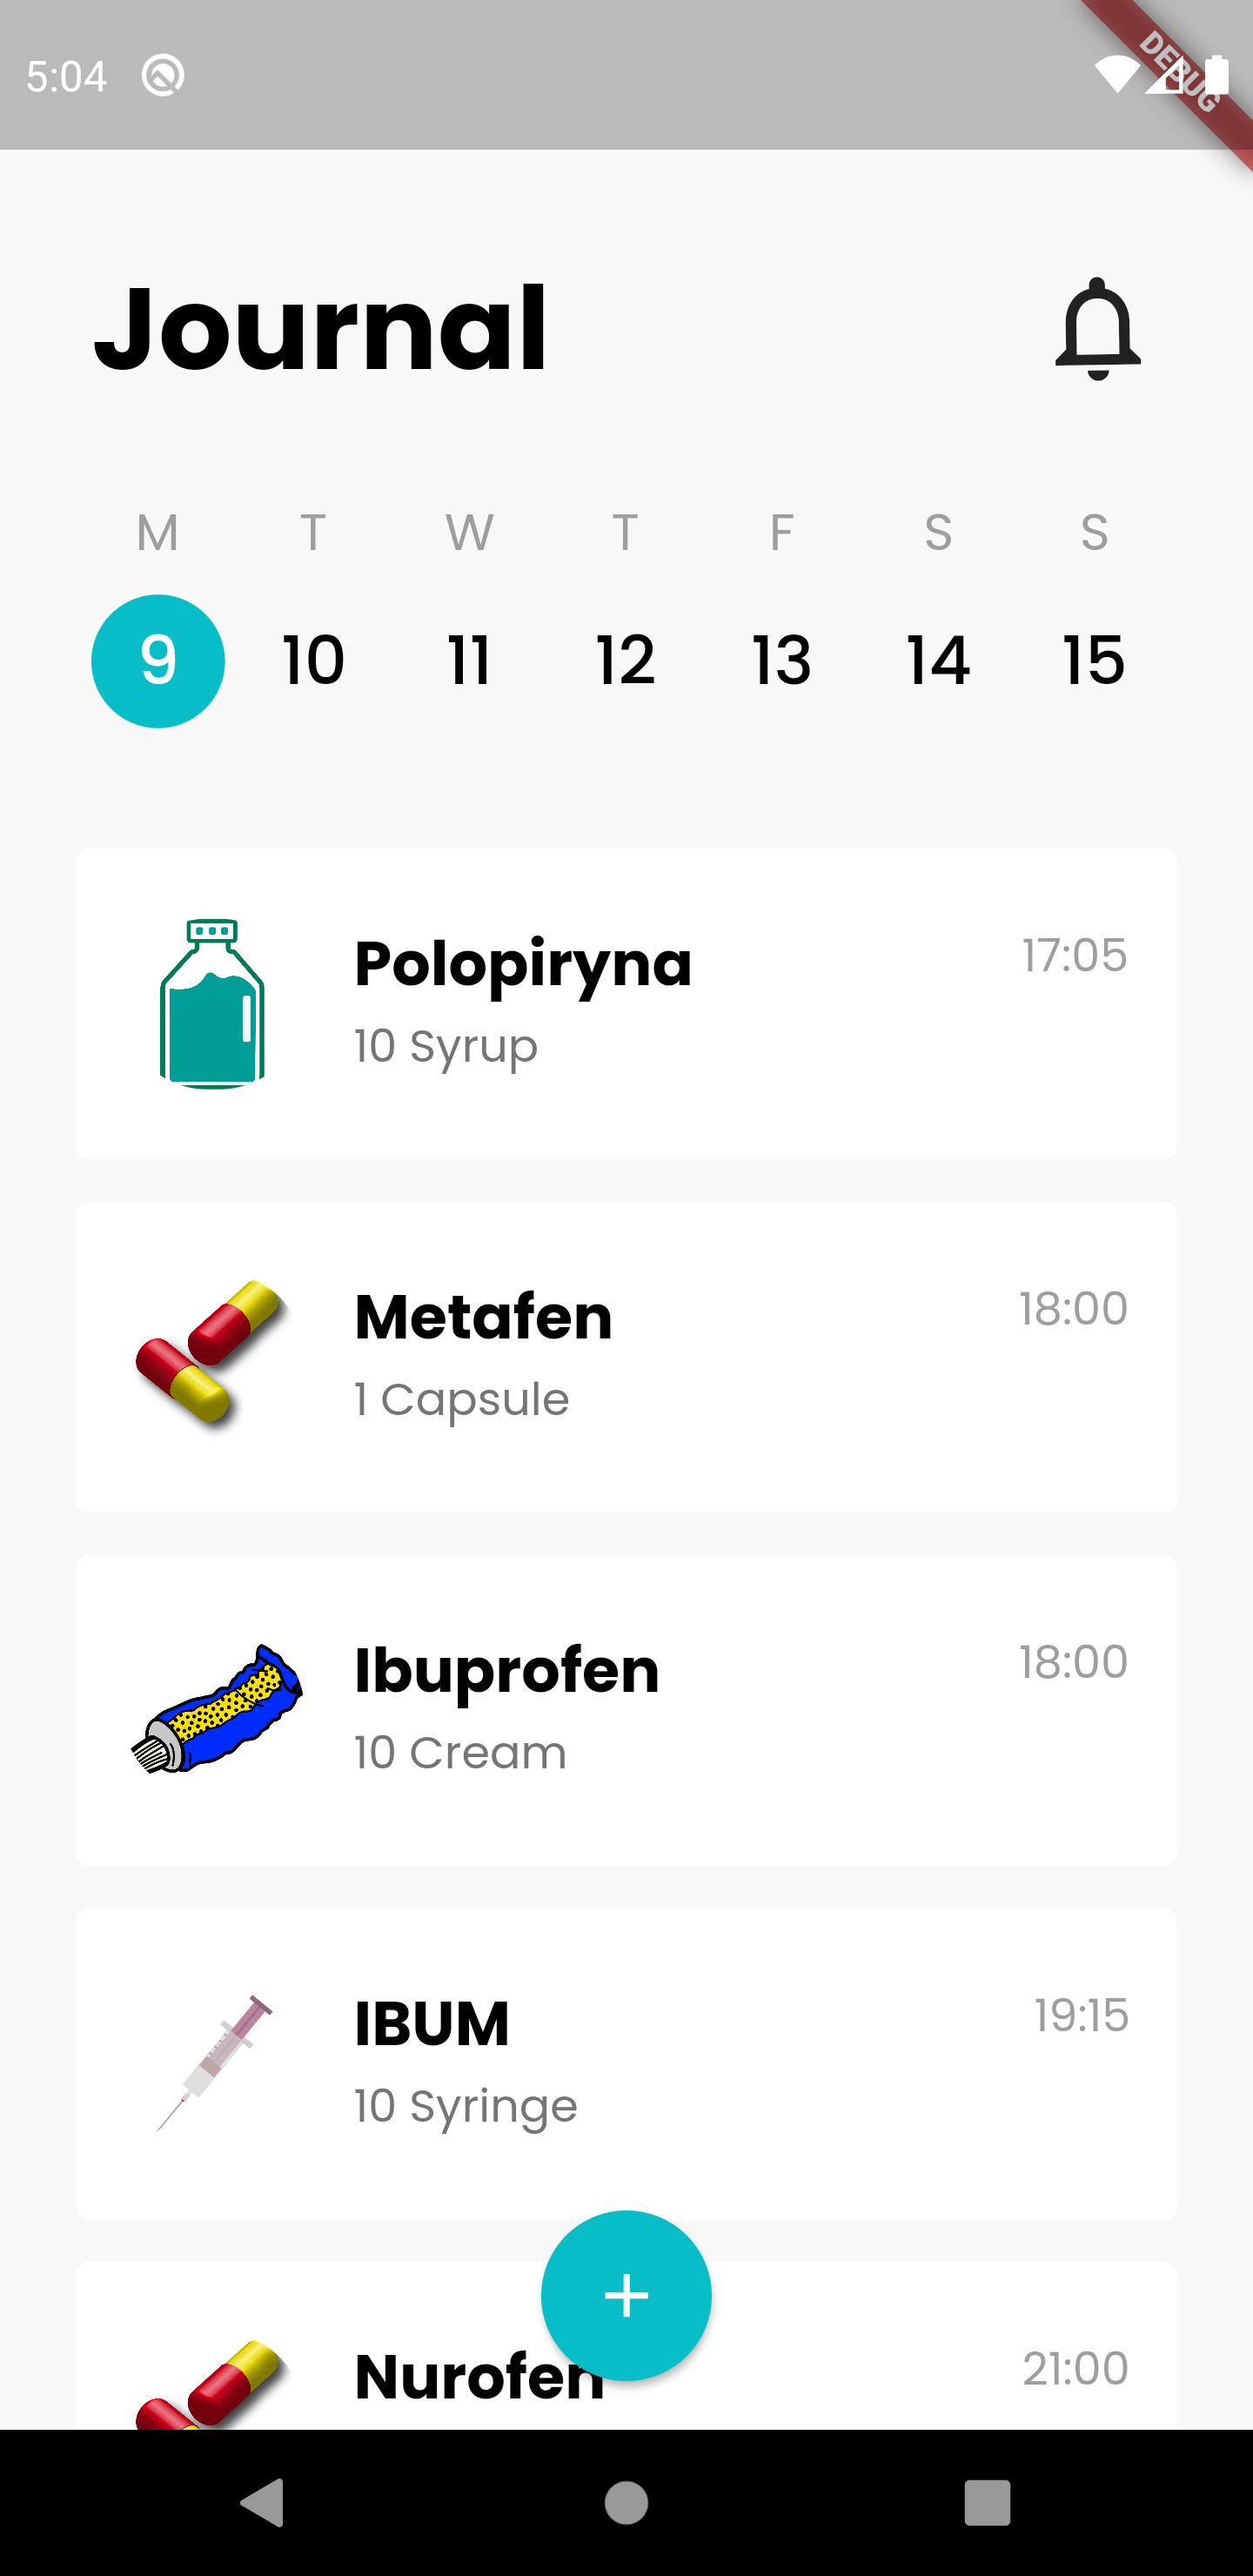 5:04
DEBUG
Journal
M T W T F S S
9 10 11 12 13 14 15
Polopiryna 17:05
10 Syrup
Metafen 18:00
1 Capsule
Ibuprofen 18:00
10 Cream
IBUM 19:15
10 Syringe
Nurofen 21:00